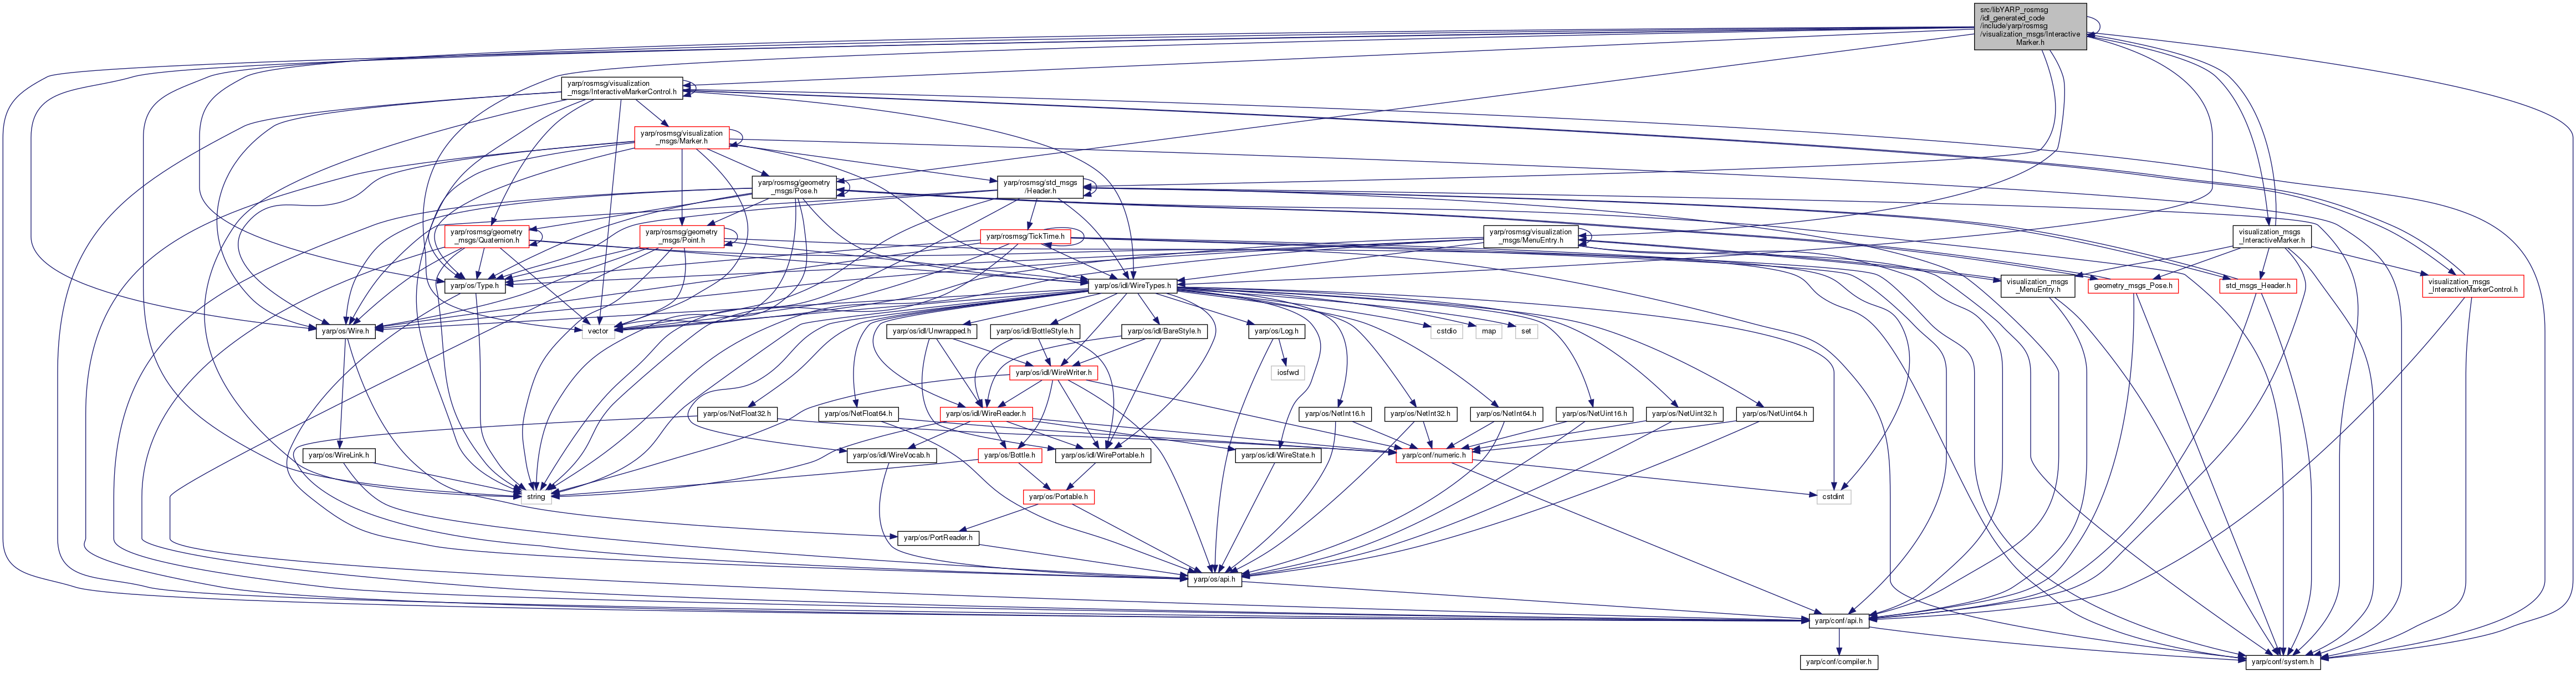 src/libYARP_rosmsg
/idl_generated_code
/include/yarp/rosmsg
/visualization_msgs/Interactive
Marker.h
yarp/rosmsg/visualization
_msgs/InteractiveMarkerControl.h
yarp/rosmsg/visualization
_msgs/Marker.h
yarp/rosmsg/geometry
_msgs/Pose.h
yarp/rosmsg/std_msgs
/Header.h
yarp/rosmsg/geometry
_msgs/Quaternion.h
yarp/rosmsg/geometry
_msgs/Point.h
yarp/rosmsg/TickTime.h
yarp/rosmsg/visualization
_msgs/MenuEntry.h
visualization_msgs
_InteractiveMarker.h
yarp/os/Type.h
yarp/os/idl/WireTypes.h
visualization_msgs
_MenuEntry.h
geometry_msgs_Pose.h
std_msgs_Header.h
visualization_msgs
_InteractiveMarkerControl.h
yarp/os/Wire.h
vector
yarp/os/idl/Unwrapped.h
yarp/os/idl/BottleStyle.h
yarp/os/idl/BareStyle.h
yarp/os/Log.h
cstdio
map
set
yarp/os/idl/WireWriter.h
iosfwd
yarp/os/NetFloat32.h
yarp/os/NetFloat64.h
yarp/os/idl/WireReader.h
yarp/os/NetInt16.h
yarp/os/NetInt32.h
yarp/os/NetInt64.h
yarp/os/NetUint16.h
yarp/os/NetUint32.h
yarp/os/NetUint64.h
yarp/os/WireLink.h
yarp/os/idl/WireVocab.h
yarp/os/Bottle.h
yarp/os/idl/WirePortable.h
yarp/os/idl/WireState.h
yarp/conf/numeric.h
string
yarp/os/Portable.h
cstdint
yarp/os/PortReader.h
yarp/os/api.h
yarp/conf/api.h
yarp/conf/compiler.h
yarp/conf/system.h